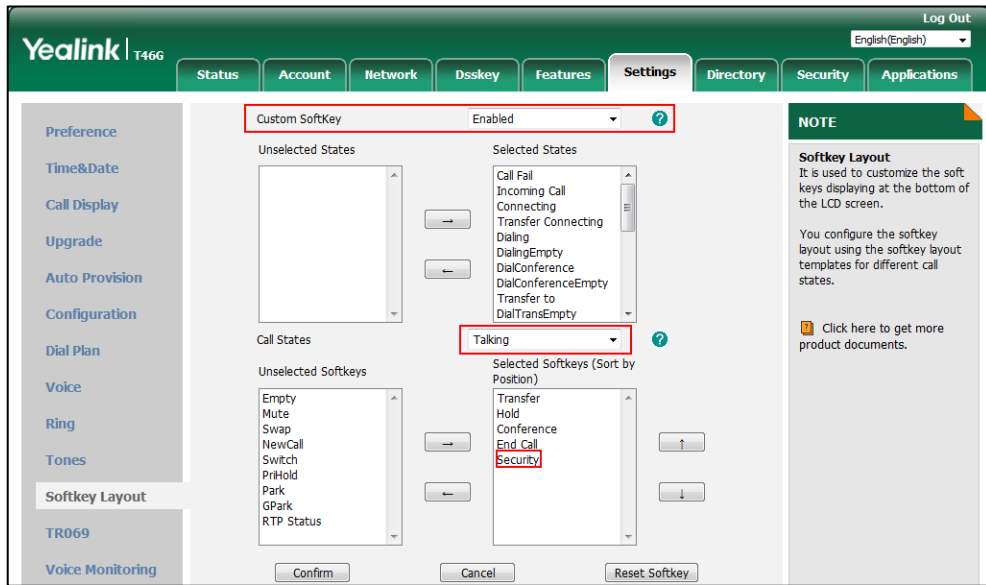 Log Out
Yealink | T46G
English(English)
Status Account Network Dsskey Features Settings Directory Security Applications
Preference
Time&Date
Call Display
Upgrade
Auto Provision
Configuration
Dial Plan
Voice
Ring
Tones
Softkey Layout
TR069
Voice Monitoring
Custom SoftKey Enabled ?
Unselected States
Selected States
Call Fail
Incoming Call
Connecting
Transfer Connecting
Dialing
DialingEmpty
DialConference
DialConferenceEmpty
Transfer to
DialTransEmpty
→
←
Call States Talking ?
Unselected Softkeys
Empty
Mute
Swap
NewCall
Switch
PriHold
Park
GPark
RTP Status
→
←
Selected Softkeys (Sort by
Position)
Transfer
Hold
Conference
End Call
Security
↑
↓
Confirm Cancel Reset Softkey
NOTE
Softkey Layout
It is used to customize the soft
keys displaying at the bottom of
the LCD screen.
You configure the softkey
layout using the softkey layout
templates for different call
states.
? Click here to get more
product documents.